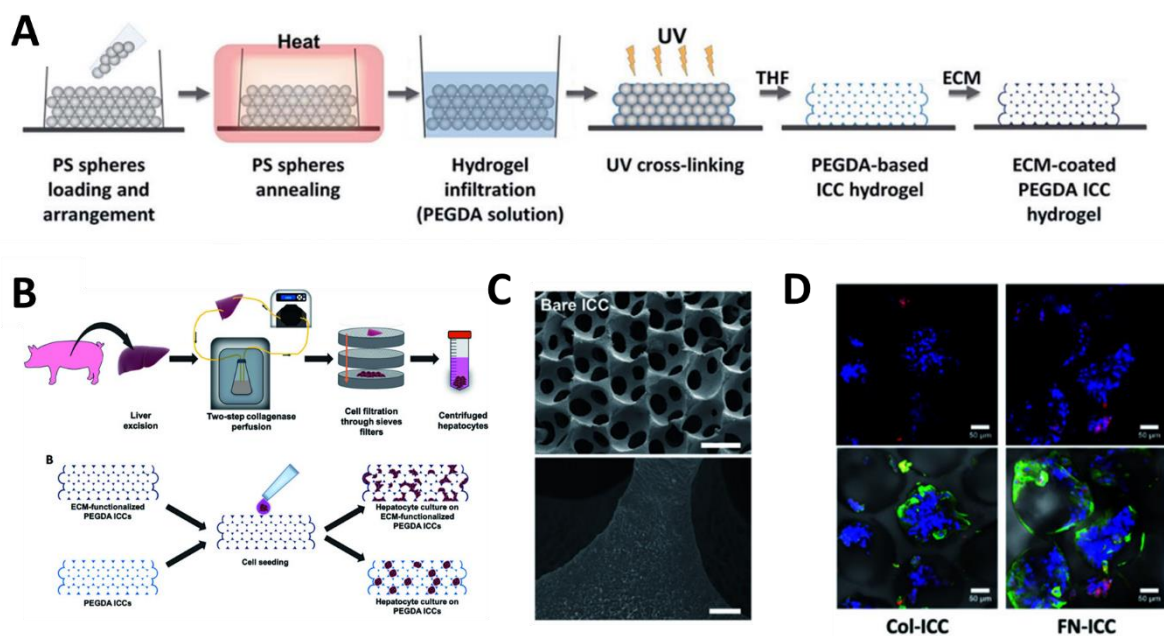 A
Heat
UV
THF
ECM
PS spheres
loading and
arrangement
PS spheres
annealing
Hydrogel
infiltration
(PEGDA solution)
UV cross-linking
PEGDA-based
ICC hydrogel
ECM-coated
PEGDA ICC
hydrogel
B
Liver
excision
Two-step collagenase
perfusion
Cell filtration
through sieves
filters
Centrifuged
hepatocytes
B
ECM-functionalized
PEGDA ICCs
PEGDA ICCs
Cell seeding
Hepatocyte culture on
ECM-functionalized
PEGDA ICCs
Hepatocyte culture on
PEGDA ICCs
C
Bare ICC
D
50 µm
50 µm
50 µm
50 µm
Col-ICC
FN-ICC